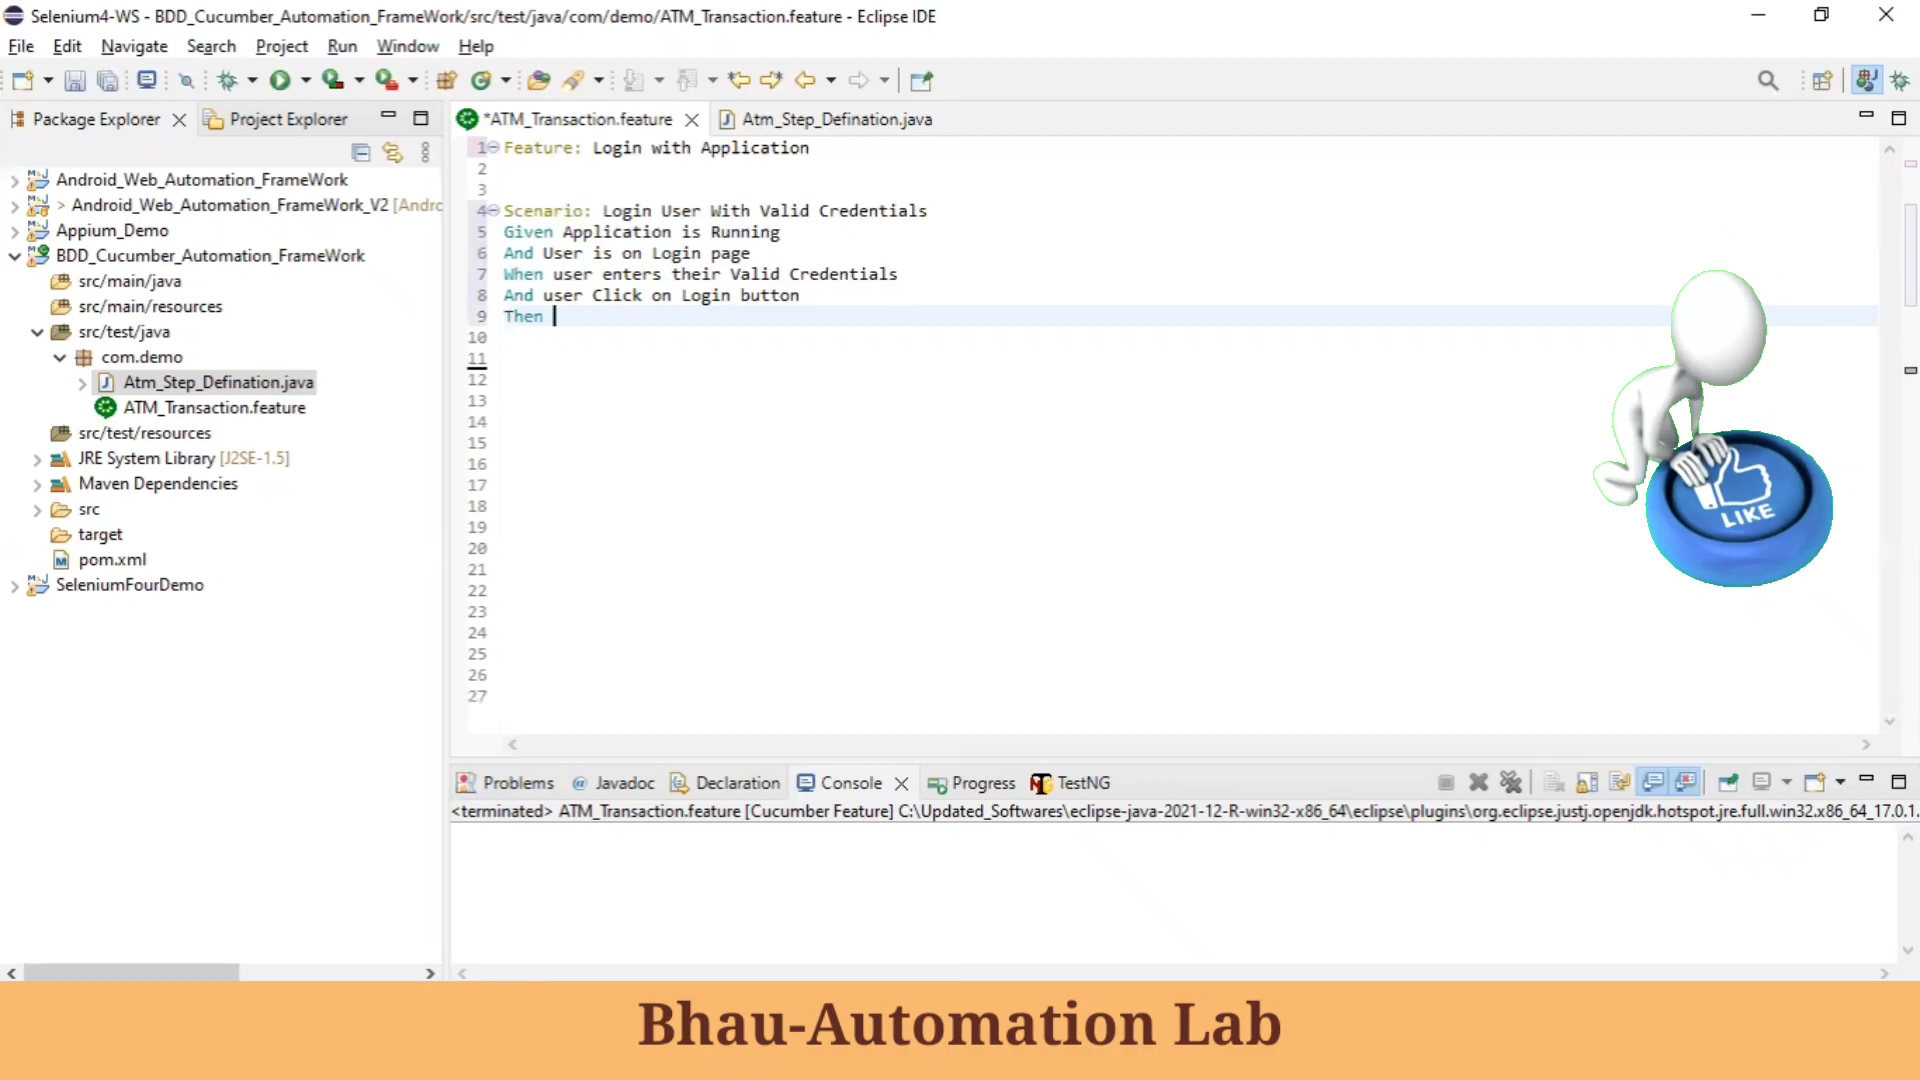 Selenium4-WS - BDD_Cucumber_Automation_FrameWork/src/test/java/com/demo/ATM_Transaction.feature - Eclipse IDE
File Edit Navigate Search Project Run Window Help
Package Explorer Project Explorer
*ATM_Transaction.feature Atm_Step_Defination.java
Android_Web_Automation_FrameWork
> Android_Web_Automation_FrameWork_V2 [Andro
Appium_Demo
BDD_Cucumber_Automation_FrameWork
src/main/java
src/main/resources
src/test/java
com.demo
Atm_Step_Defination.java
ATM_Transaction.feature
src/test/resources
JRE System Library [J2SE-1.5]
Maven Dependencies
src
target
pom.xml
SeleniumFourDemo
1 Feature: Login with Application
2
3
4 Scenario: Login User With Valid Credentials
5 Given Application is Running
6 And User is on Login page
7 When user enters their Valid Credentials
8 And user Click on Login button
9 Then
10
11
12
13
14
15
16
17
18
19
20
21
22
23
24
25
26
27
LIKE
Problems Javadoc Declaration Console Progress TestNG
<terminated> ATM_Transaction.feature [Cucumber Feature] C:\Updated_Softwares\eclipse-java-2021-12-R-win32-x86_64\eclipse\plugins\org.eclipse.justj.openjdk.hotspot.jre.full.win32.x86_64_17.0.1.
Bhau-Automation Lab